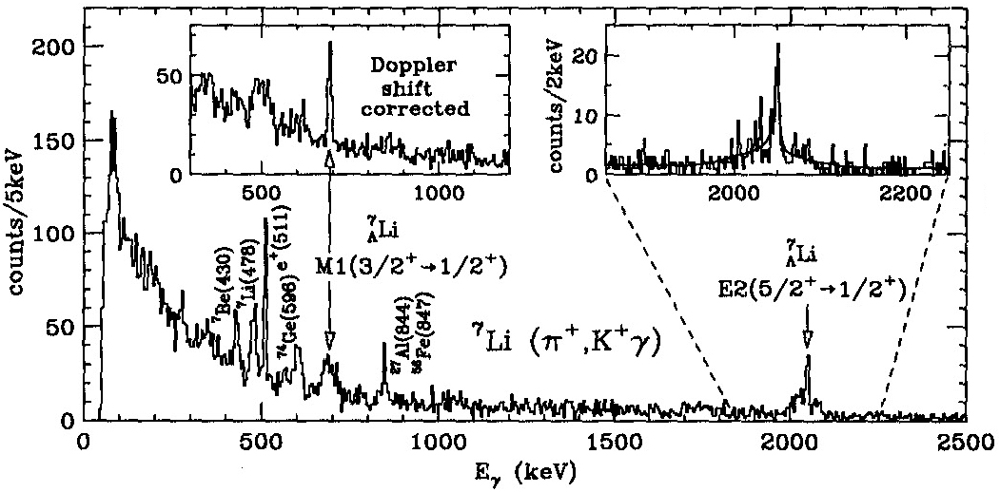 counts/5keV
200
150
100
50
0
0
500
1000
1500
2000
2500
Eγ (keV)
50
0
500
1000
Doppler
shift
corrected
counts/2keV
20
10
0
2000
2200
⁷Be(430)
⁷Li(478)
e⁺(511)
⁷⁴Ge(596)
⁷ΛLi
M1(3/2⁺→1/2⁺)
²⁷Al(844)
⁵⁶Fe(847)
⁷Li (π⁺,K⁺γ)
⁷ΛLi
E2(5/2⁺→1/2⁺)